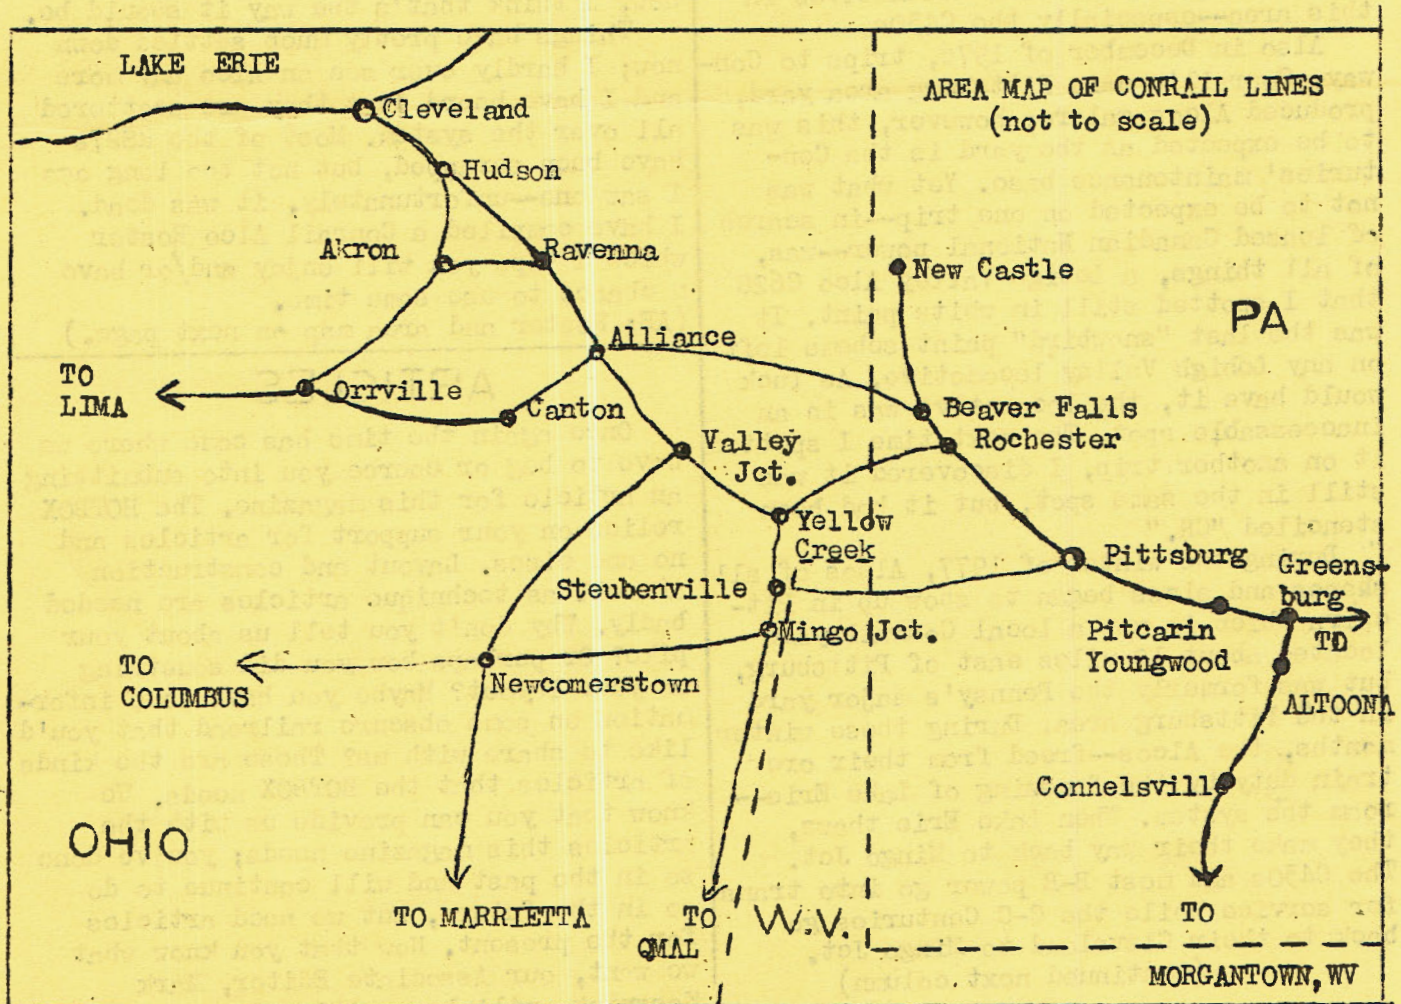 LAKE ERIE
Cleveland
AREA MAP OF CONRAIL LINES
(not to scale)
Hudson
Akron
Ravenna
New Castle
PA
Alliance
TO
LIMA
Orrville
Canton
Beaver Falls
Rochester
Valley
Jct.
Yellow
Creek
Pittsburg
Steubenville
Greens-
burg
TO
ALTOONA
Mingo Jct.
Pitcarin
Youngwood
TO
COLUMBUS
Newcomerstown
Connelsville
OHIO
TO MARRIETTA
TO
OMAL
W.V.
TO
MORGANTOWN, WV